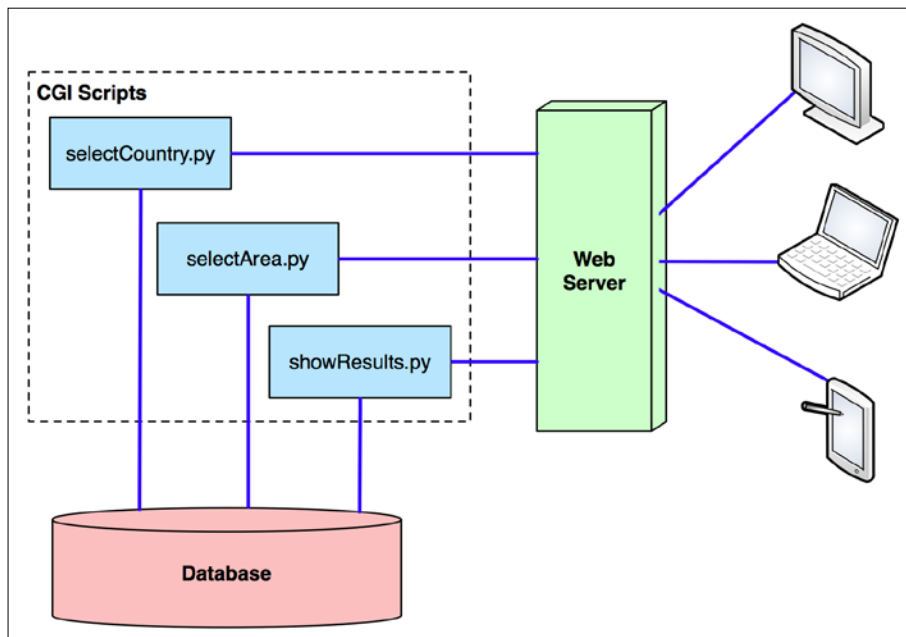 CGI Scripts
selectCountry.py
selectArea.py
showResults.py
Web
Server
Database